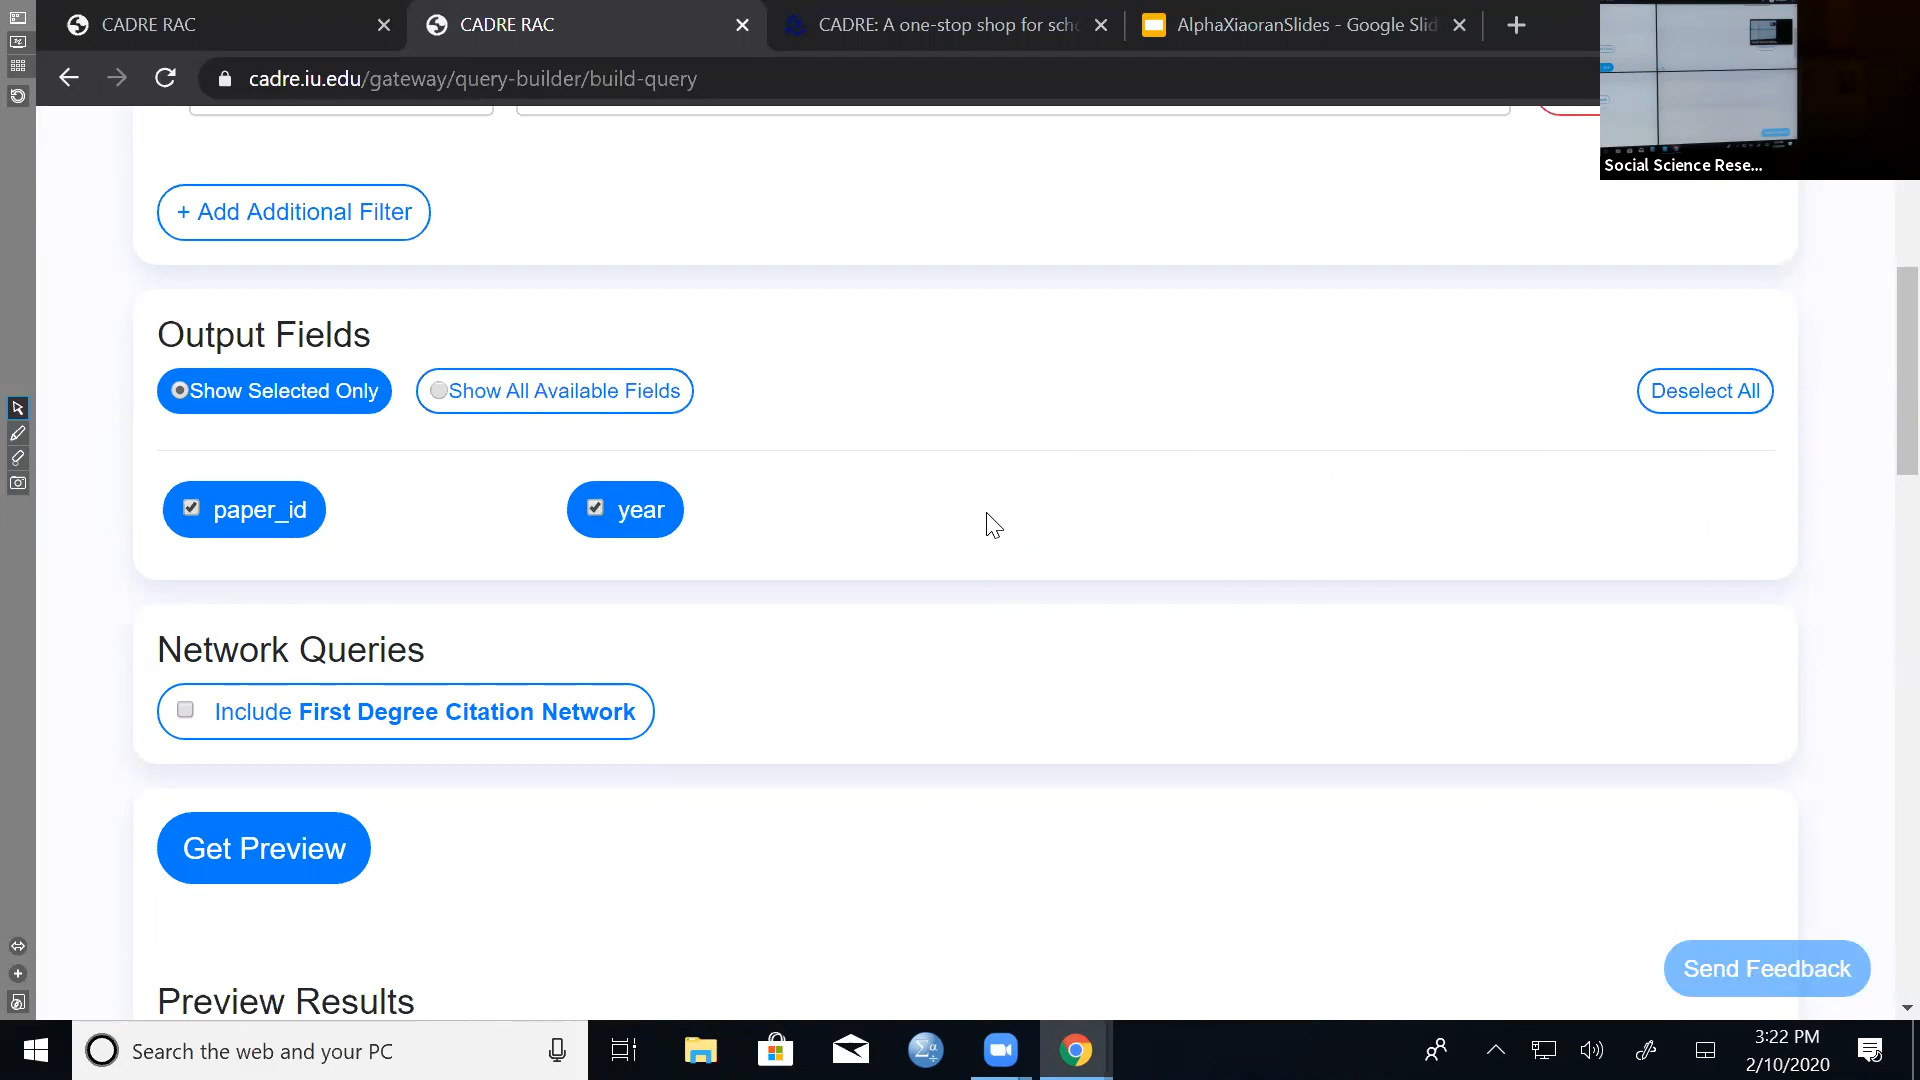 CADRE RAC
CADRE RAC
CADRE: A one-stop shop for sch
AlphaXiaoranSlides - Google Slid
cadre.iu.edu/gateway/query-builder/build-query
Social Science Rese...
+ Add Additional Filter
Output Fields
Show Selected Only
Show All Available Fields
Deselect All
paper_id
year
Network Queries
Include First Degree Citation Network
Get Preview
Send Feedback
Preview Results
Search the web and your PC
3:22 PM
2/10/2020